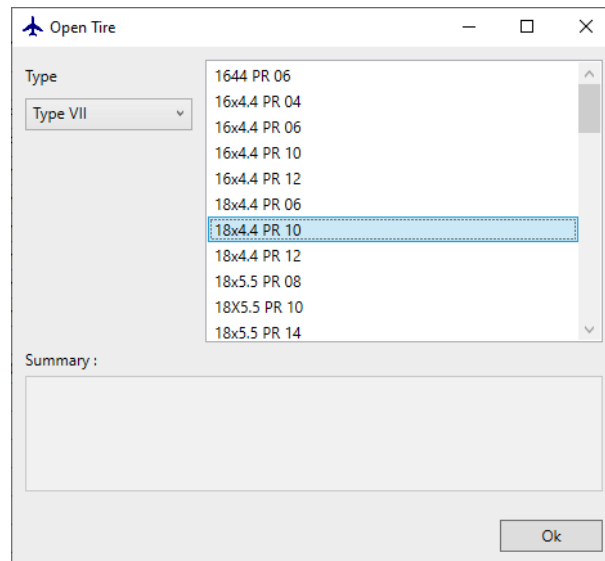 Open Tire
Type
Type VII
1644 PR 06
16x4.4 PR 04
16x4.4 PR 06
16x4.4 PR 10
16x4.4 PR 12
18x4.4 PR 06
18x4.4 PR 10
18x4.4 PR 12
18x5.5 PR 08
18X5.5 PR 10
18x5.5 PR 14
Summary :
Ok